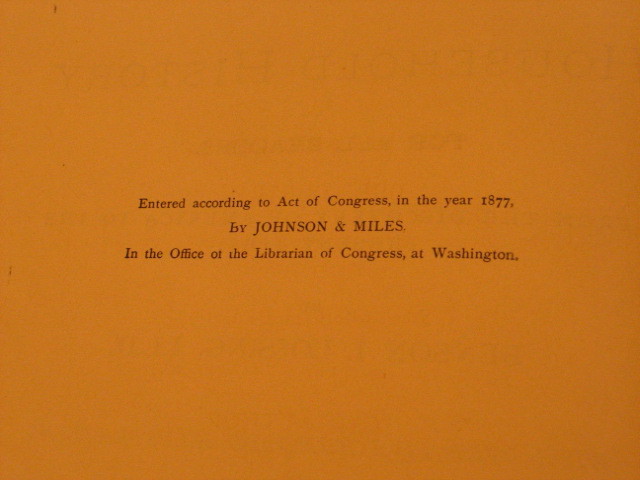 Entered according to Act of Congress, in the year 1877,
by JOHNSON & MILES.
In the Office of the Librarian of Congress, at Washington.